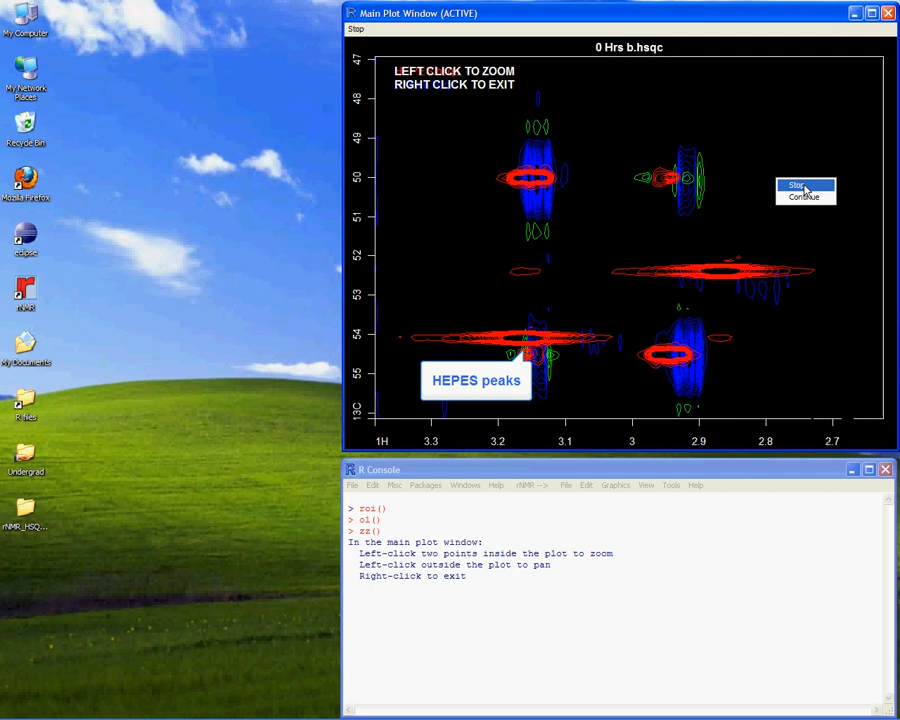 My Computer
My Network
Places
Recycle Bin
Mozilla Firefox
eclipse
rNMR
My Documents
R files
Undergrad
rNMR_HSQ...
Main Plot Window (ACTIVE)
Stop
0 Hrs b.hsqc
LEFT CLICK TO ZOOM
RIGHT CLICK TO EXIT
47
48
49
50
51
52
53
54
55
13C
Stop
Continue
HEPES peaks
1H 3.3 3.2 3.1 3 2.9 2.8 2.7
R Console
File Edit Misc Packages Windows Help rNMR --> File Edit Graphics View Tools Help
> roi()
> ol()
> zz()
In the main plot window:
Left-click two points inside the plot to zoom
Left-click outside the plot to pan
Right-click to exit